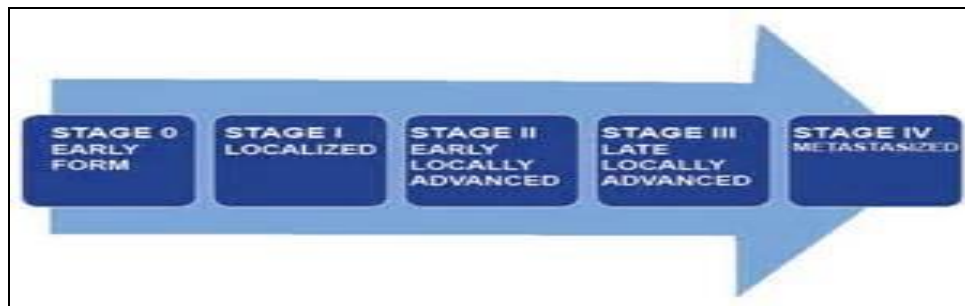 STAGE 0
EARLY
FORM
STAGE I
LOCALIZED
STAGE II
EARLY
LOCALLY
ADVANCED
STAGE III
LATE
LOCALLY
ADVANCED
STAGE IV
METASTASIZED